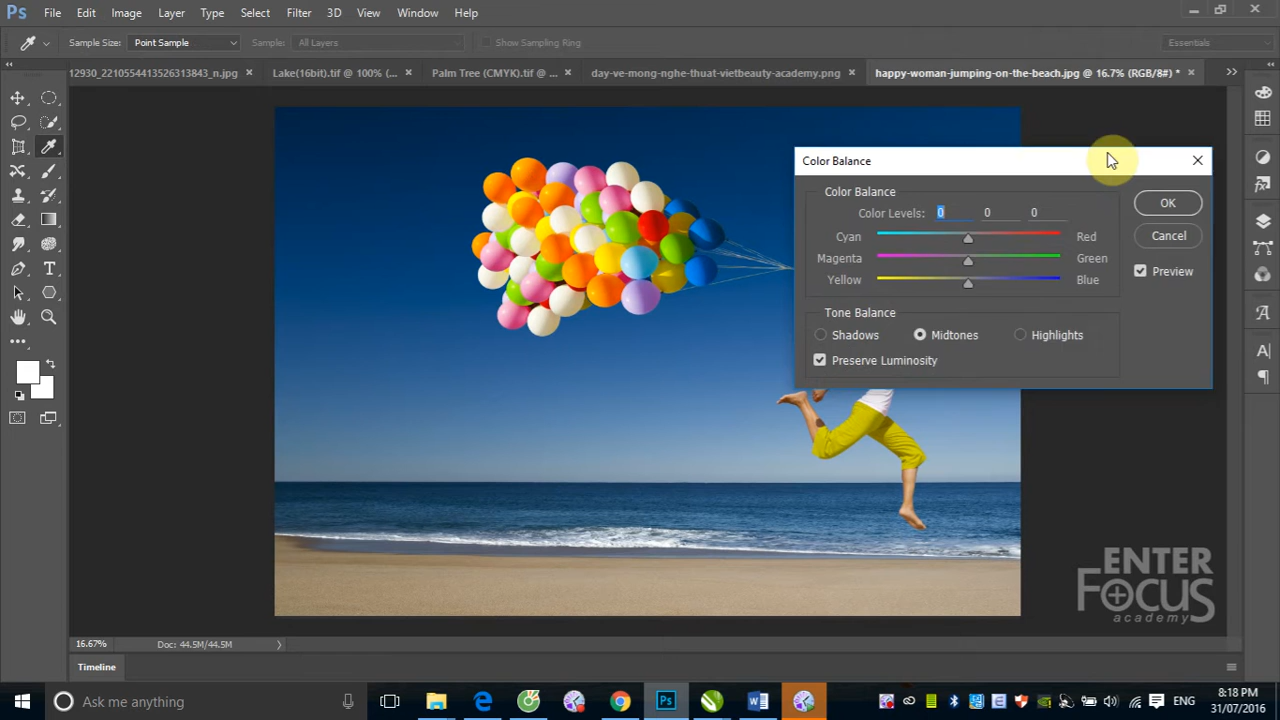 Ps File Edit Image Layer Type Select Filter 3D View Window Help
Sample Size: Point Sample Sample: All Layers Show Sampling Ring Essentials
12930_2210554413526313843_n.jpg Lake(16bit).tif @ 100% (... Palm Tree (CMYK).tif @ ... day-ve-mong-nghe-thuat-vietbeauty-academy.png happy-woman-jumping-on-the-beach.jpg @ 16.7% (RGB/8#) *
Color Balance
Color Balance
Color Levels: 0 0 0
OK
Cyan Red
Cancel
Magenta Green
Preview
Yellow Blue
Tone Balance
Shadows Midtones Highlights
Preserve Luminosity
ENTER
FOCUS
academy
16.67% Doc: 44.5M/44.5M
Timeline
Ask me anything
Ps
ENG
8:18 PM
31/07/2016